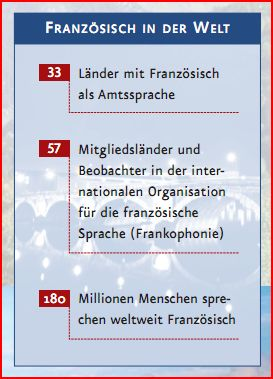 Französisch in der Welt
33 Länder mit Französisch
als Amtssprache
57 Mitgliedsländer und
Beobachter in der inter-
nationalen Organisation
für die französische
Sprache (Frankophonie)
180 Millionen Menschen spre-
chen weltweit Französisch